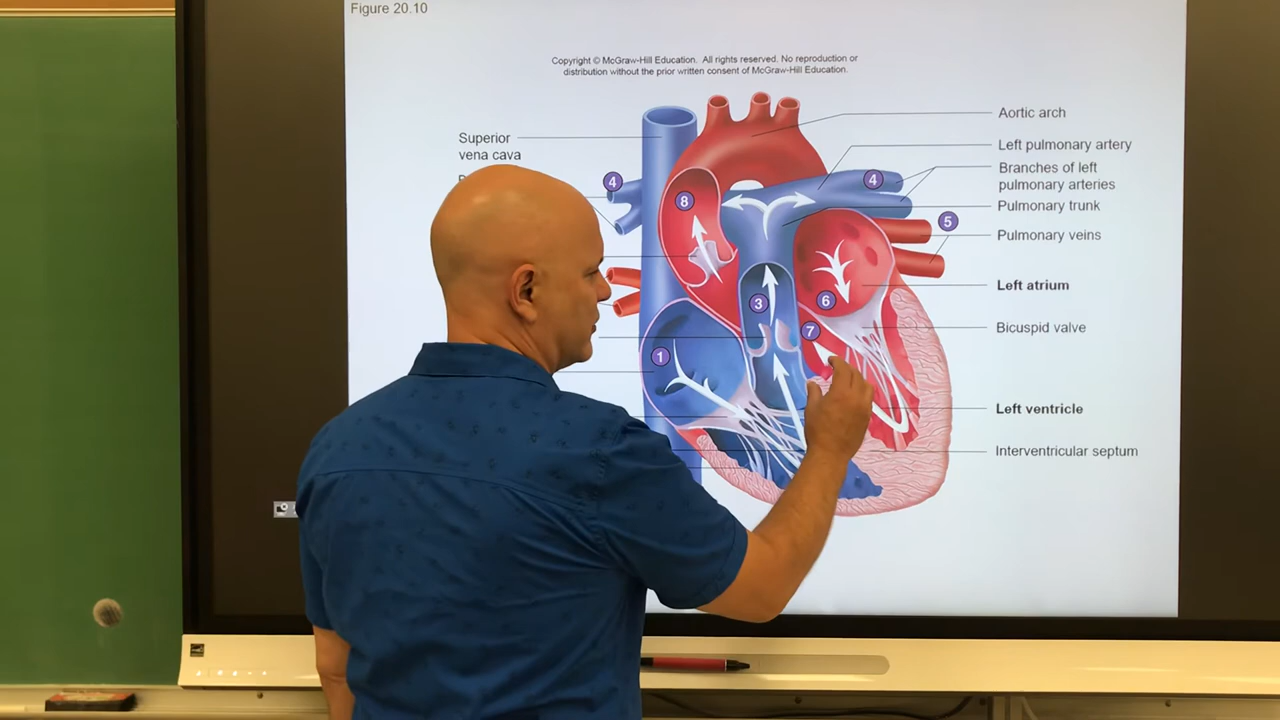 Figure 20.10
Copyright © McGraw-Hill Education. All rights reserved. No reproduction or
distribution without the prior written consent of McGraw-Hill Education.
Superior
vena cava
Aortic arch
Left pulmonary artery
Branches of left
pulmonary arteries
Pulmonary trunk
Pulmonary veins
Left atrium
Bicuspid valve
Left ventricle
Interventricular septum
4
8
4
5
3
6
7
1